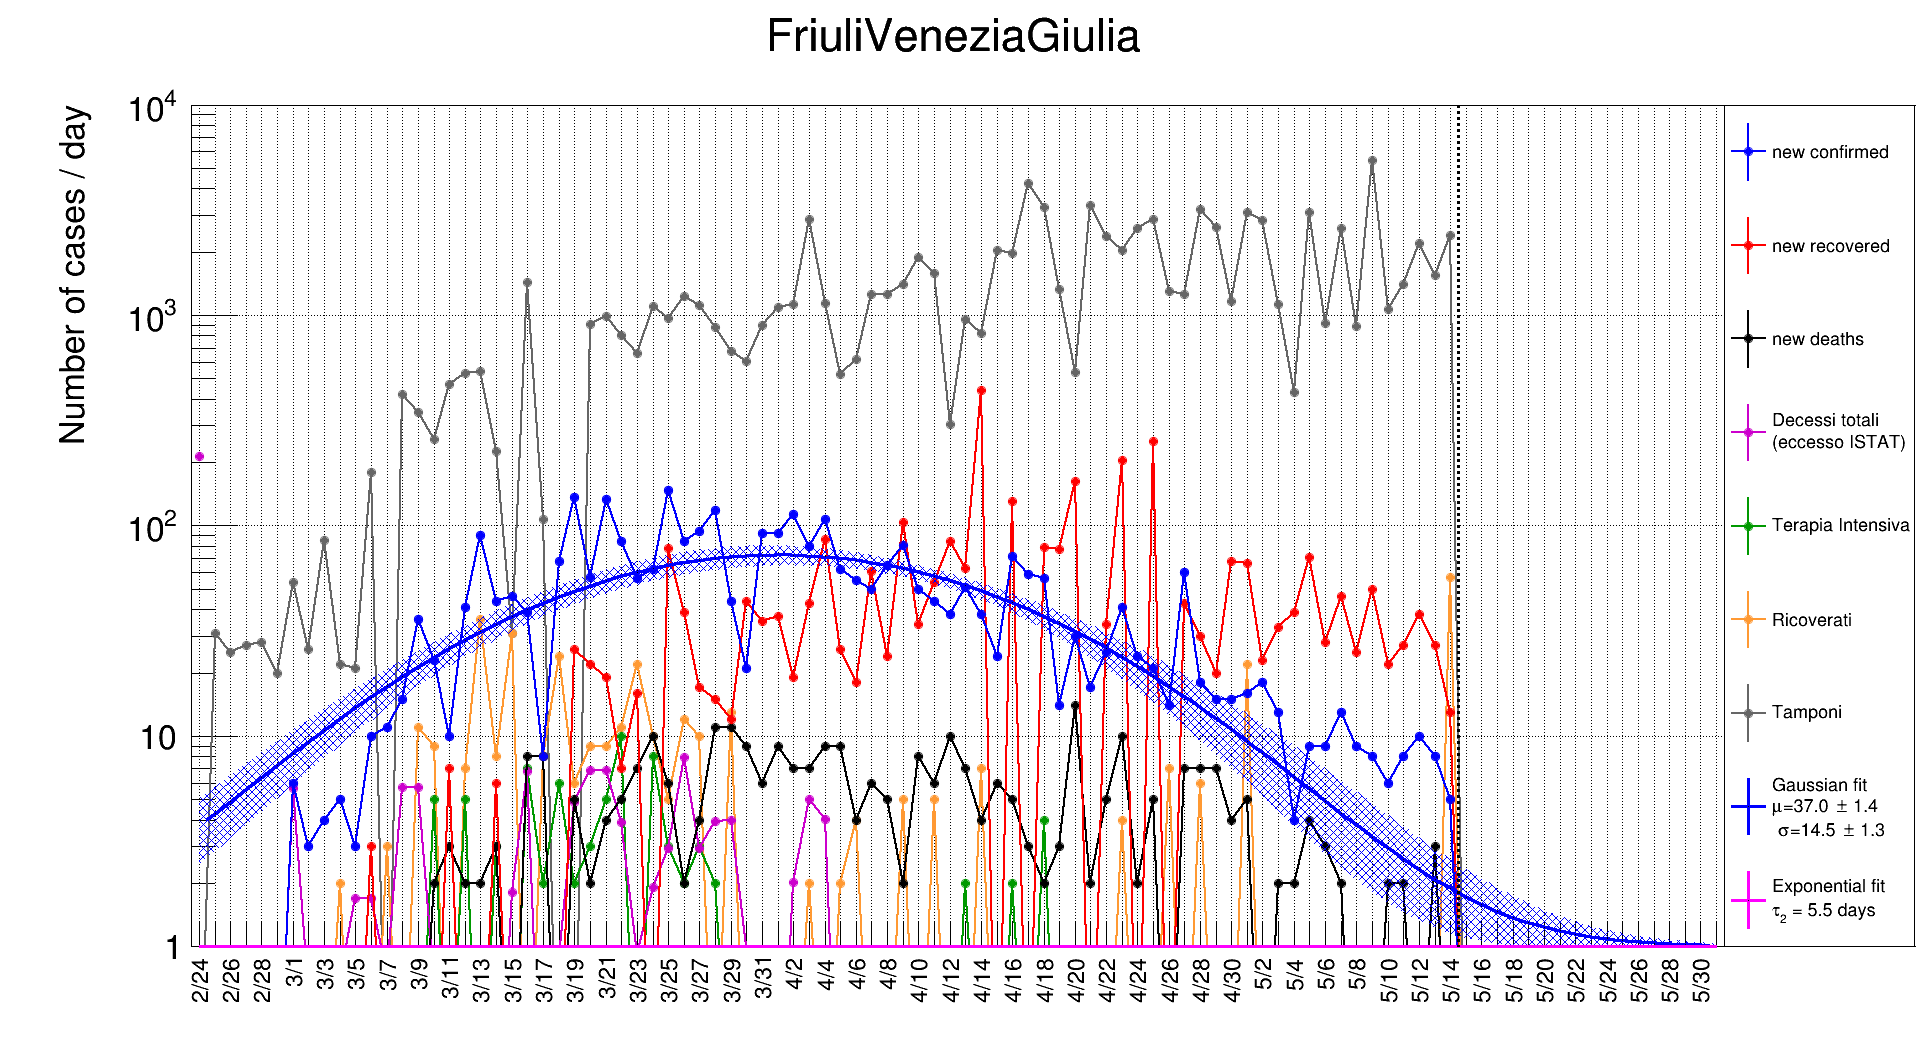 FriuliVeneziaGiulia
Number of cases / day
10^4
10^3
10^2
10
1
2/24 2/26 2/28 3/1 3/3 3/5 3/7 3/9 3/11 3/13 3/15 3/17 3/19 3/21 3/23 3/25 3/27 3/29 3/31 4/2 4/4 4/6 4/8 4/10 4/12 4/14 4/16 4/18 4/20 4/22 4/24 4/26 4/28 4/30 5/2 5/4 5/6 5/8 5/10 5/12 5/14 5/16 5/18 5/20 5/22 5/24 5/26 5/28 5/30
new confirmed
new recovered
new deaths
Decessi totali
(eccesso ISTAT)
Terapia Intensiva
Ricoverati
Tamponi
Gaussian fit
μ=37.0 ± 1.4
σ=14.5 ± 1.3
Exponential fit
τ₂ = 5.5 days